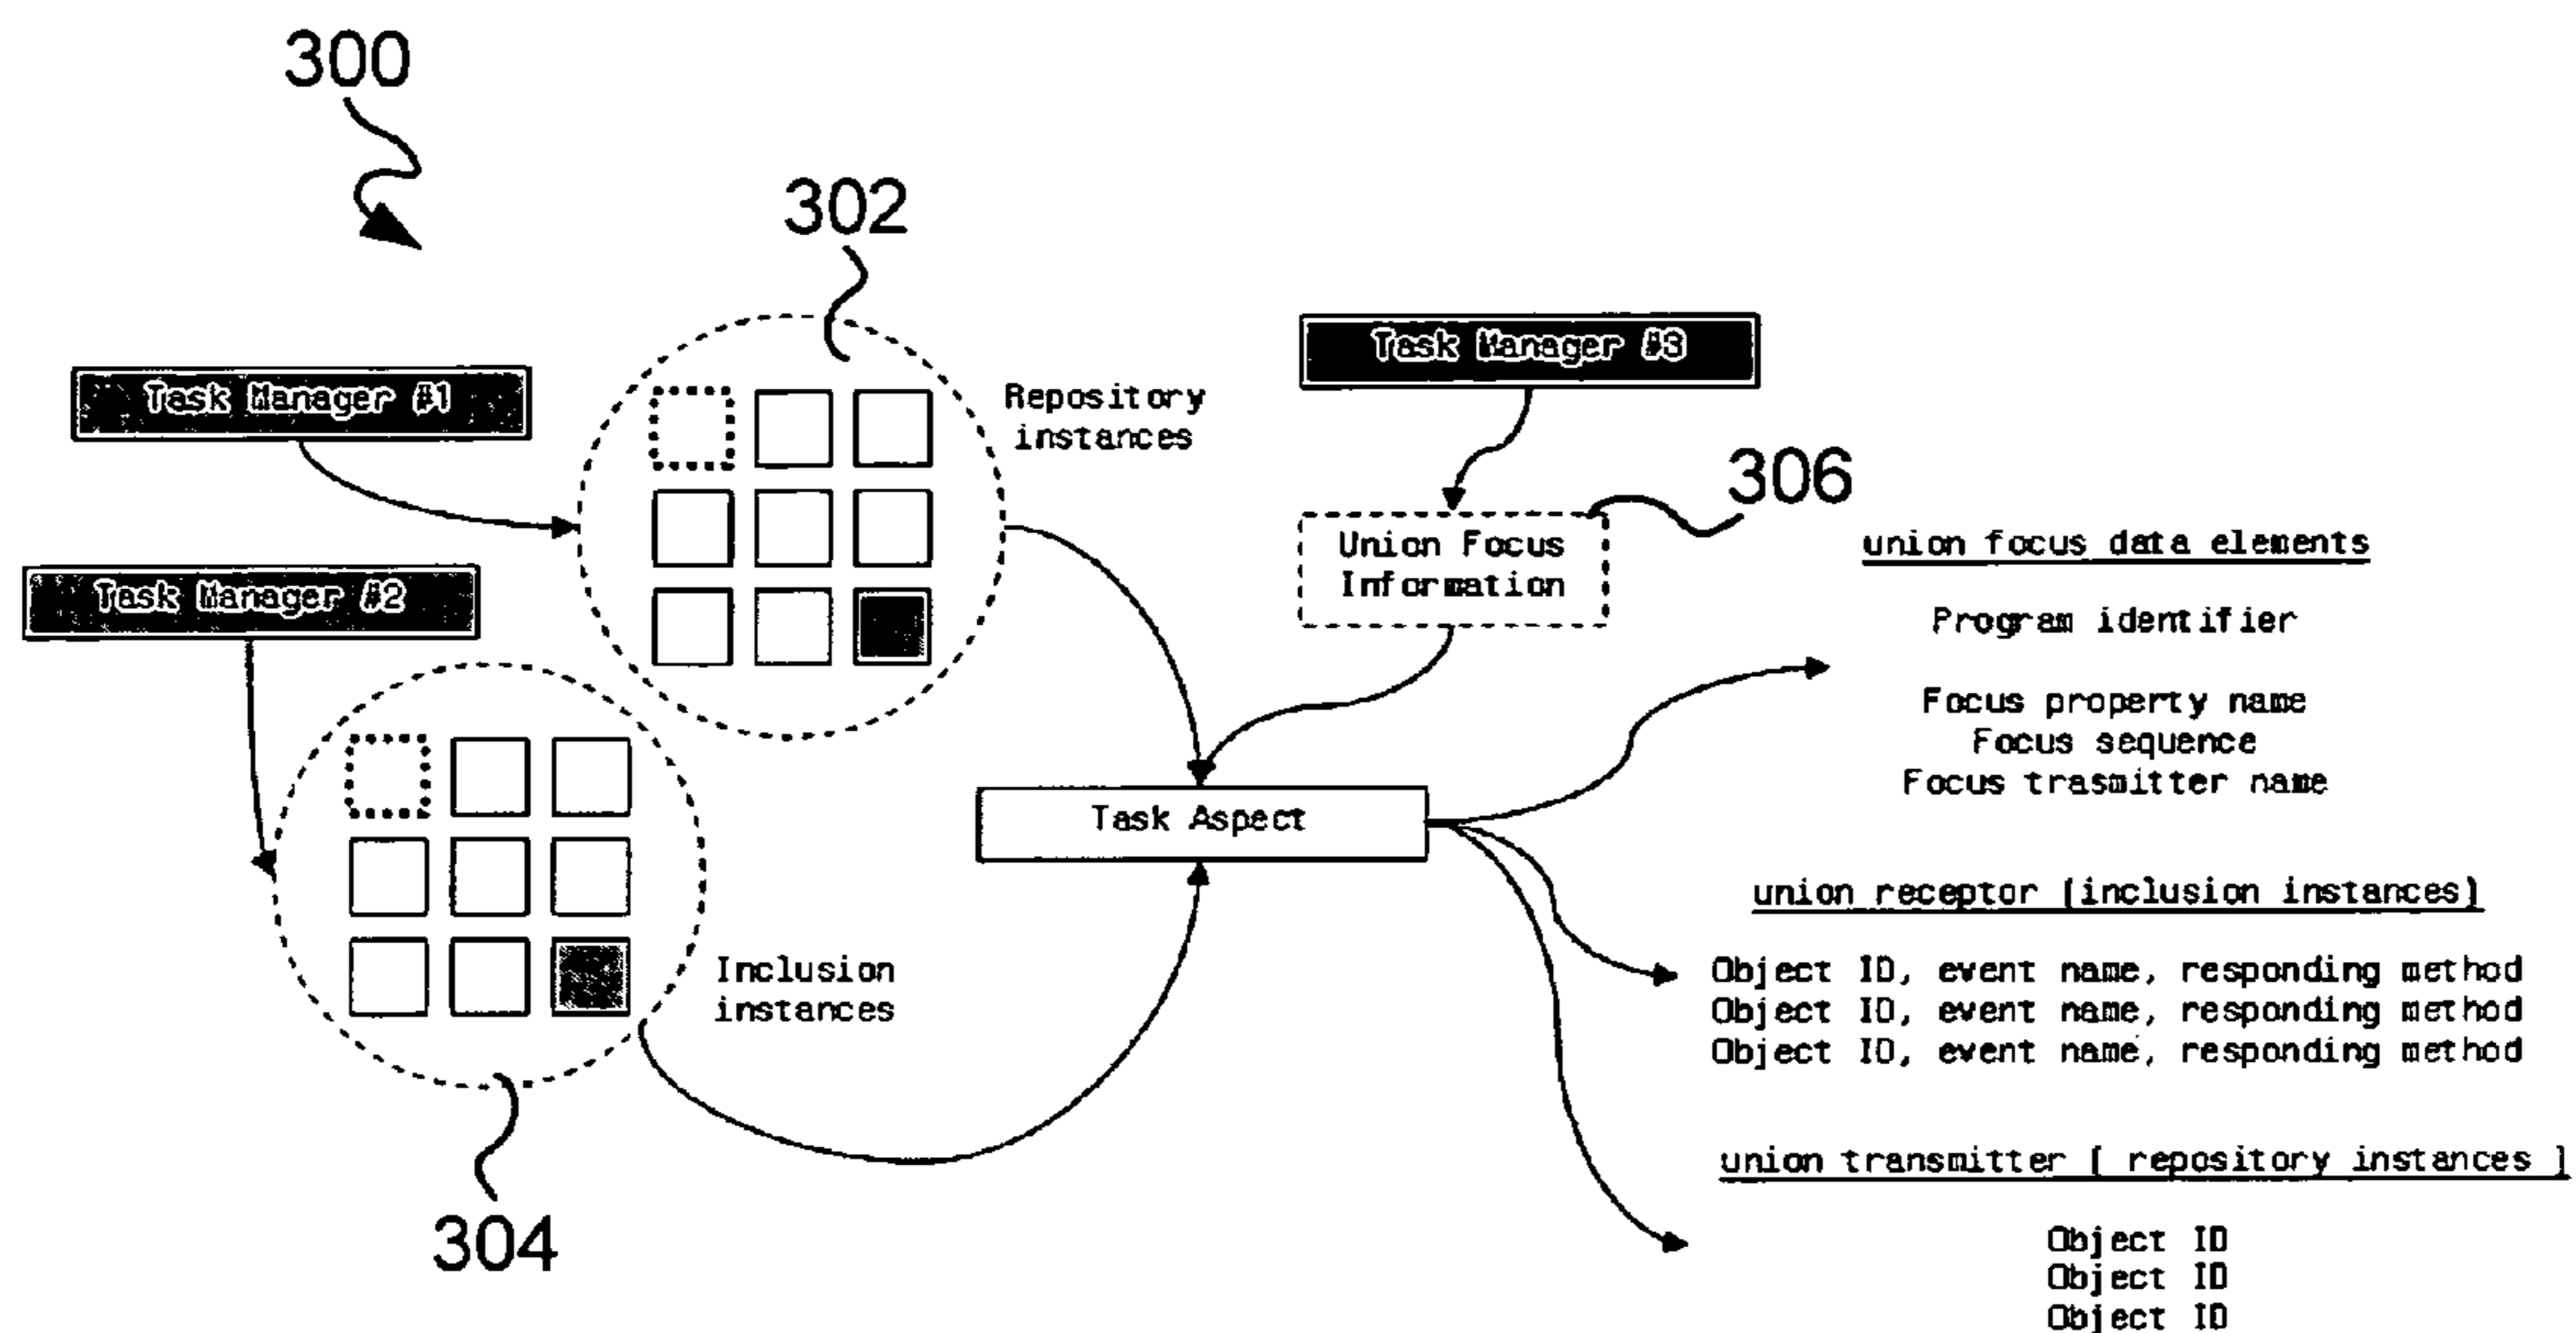 300
302
Task Manager #1
Repository
instances
Task Manager #3
306
Union Focus
Information
union focus data elements
Program identifier
Focus property name
Focus sequence
Focus trasmitter name
Task Manager #2
Task Aspect
Inclusion
instances
304
union receptor [inclusion instances]
Object ID, event name, responding method
Object ID, event name, responding method
Object ID, event name, responding method
union transmitter [ repository instances ]
Object ID
Object ID
Object ID